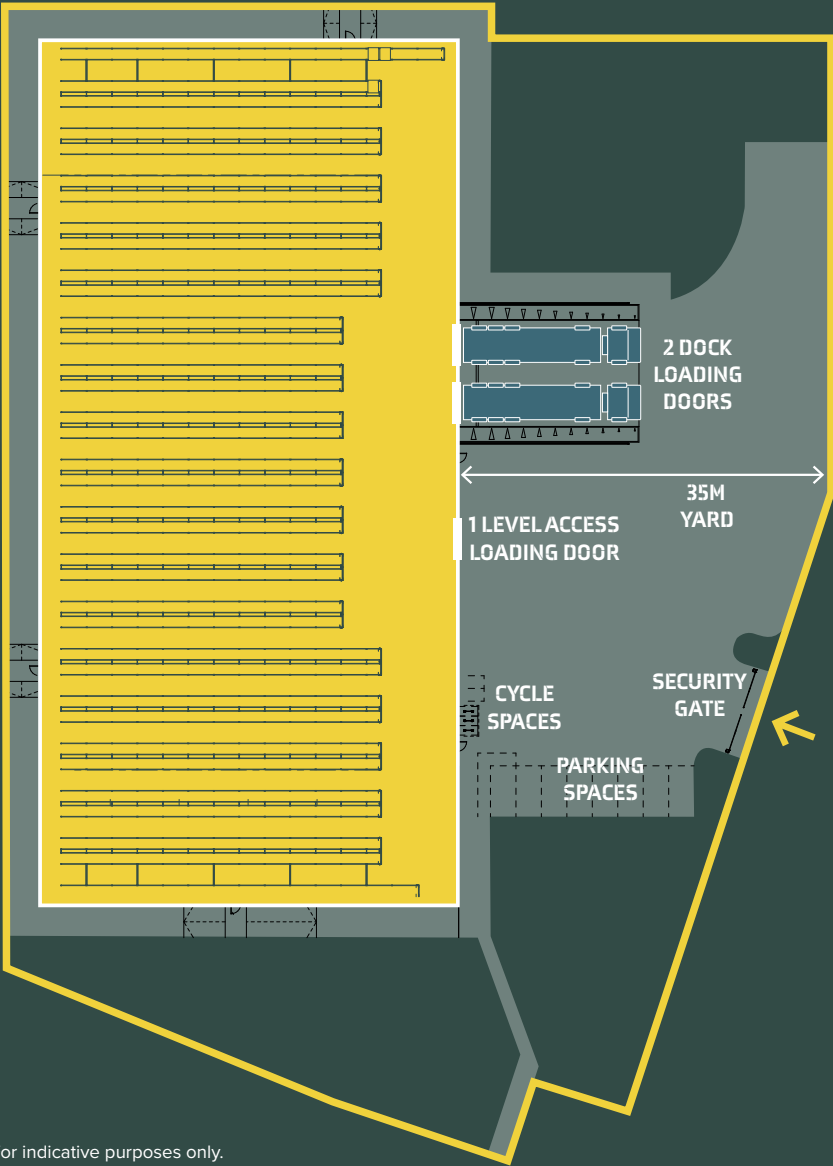 2 DOCK
LOADING
DOORS
35M
YARD
1 LEVEL ACCESS
LOADING DOOR
SECURITY
GATE
CYCLE
SPACES
PARKING
SPACES
or indicative purposes only.